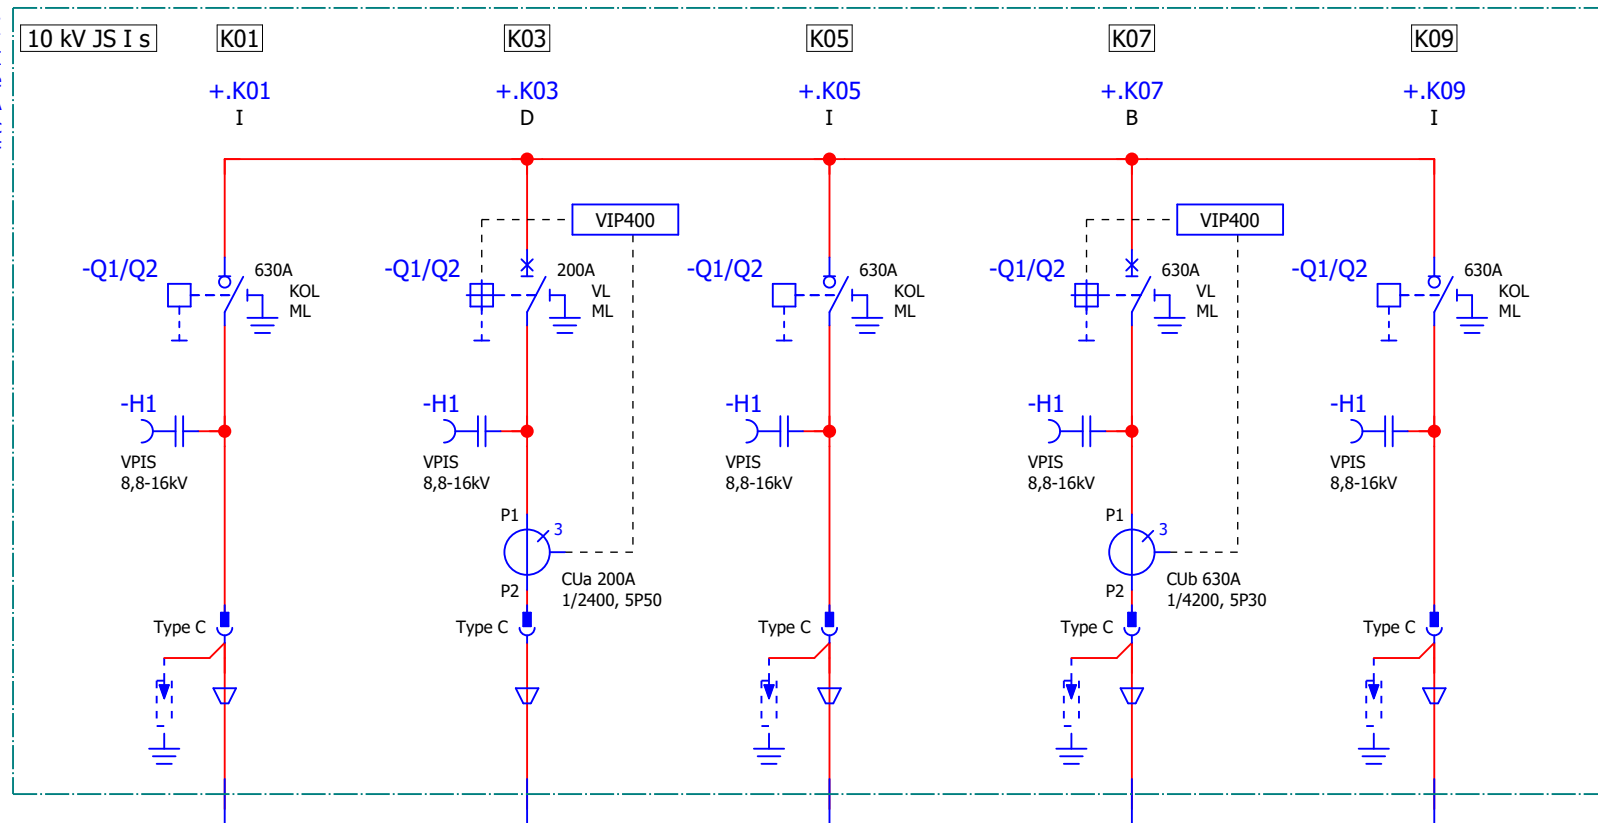 10 kV JS I s
K01
K03
K05
K07
K09
+.K01
+.K03
+.K05
+.K07
+.K09
I
D
I
B
I
VIP400
VIP400
-Q1/Q2
630A
KOL
ML
-Q1/Q2
200A
VL
ML
-Q1/Q2
630A
KOL
ML
-Q1/Q2
630A
VL
ML
-Q1/Q2
630A
KOL
ML
-H1
VPIS
8,8-16kV
-H1
VPIS
8,8-16kV
-H1
VPIS
8,8-16kV
-H1
VPIS
8,8-16kV
-H1
VPIS
8,8-16kV
P1
3
P2
CUa 200A
1/2400, 5P50
P1
3
P2
CUb 630A
1/4200, 5P30
Type C
Type C
Type C
Type C
Type C